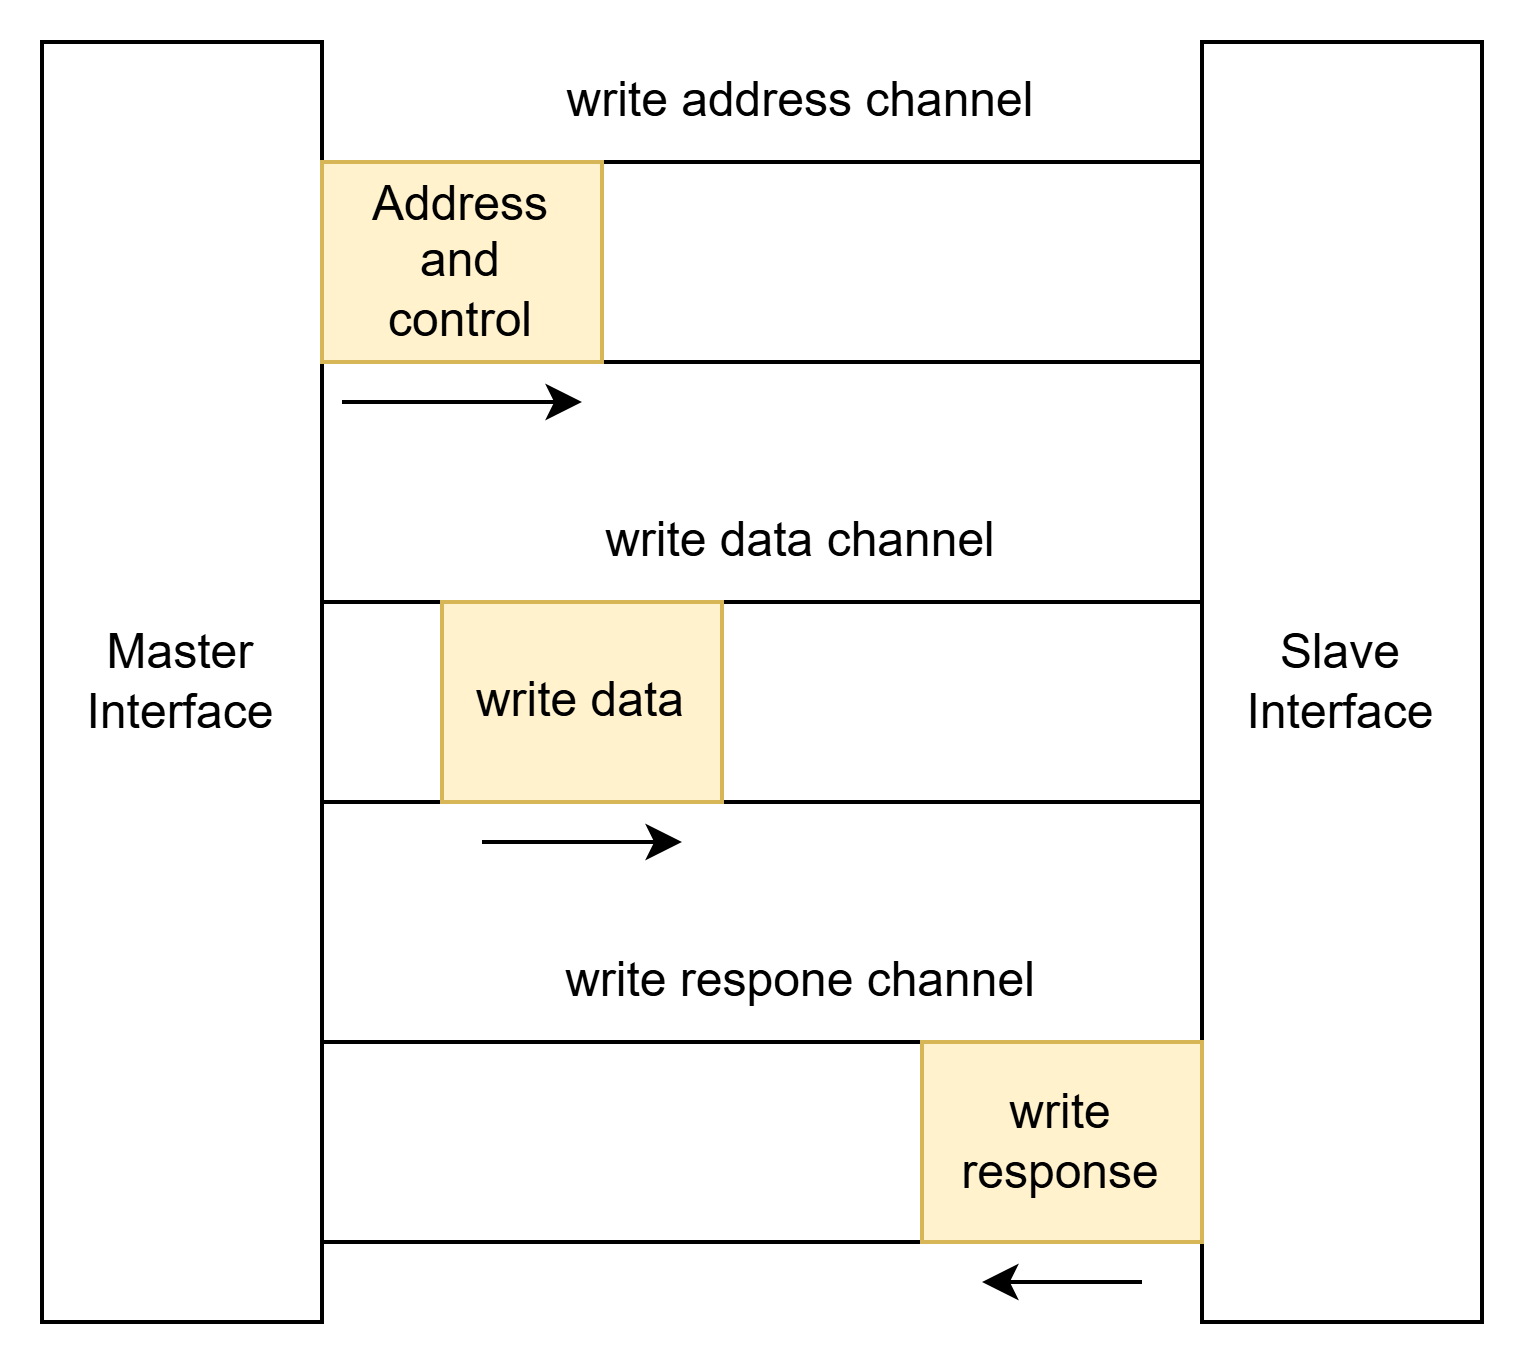 write address channel
Address
and
control
write data channel
Master
Interface
write data
Slave
Interface
write respone channel
write
response